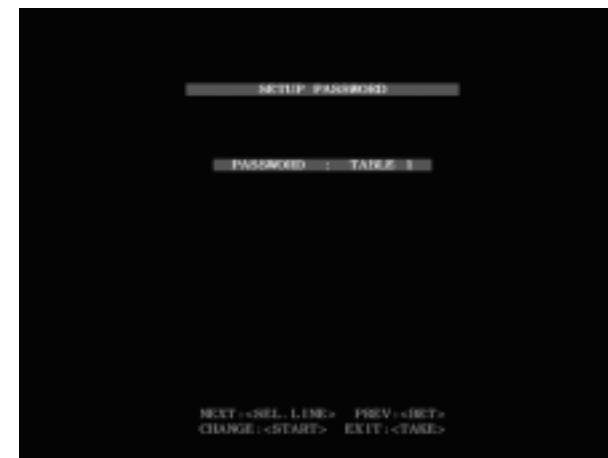 SETUP PASSWORD
PASSWORD : TABLE 1
NEXT:<SEL.LINE> PREV:<BET>
CHANGE:<START> EXIT:<TAKE>